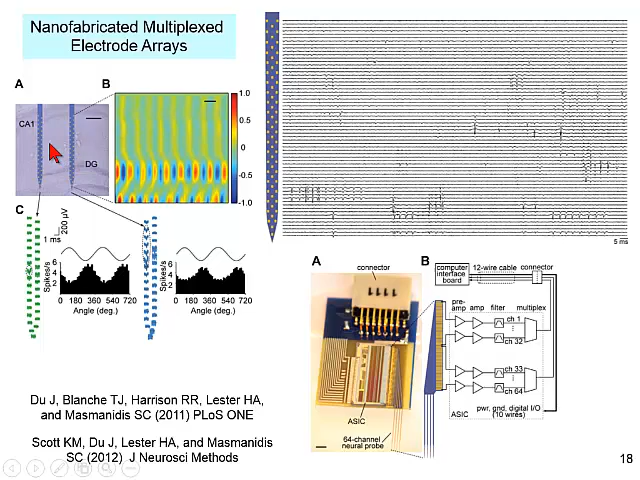 Nanofabricated Multiplexed
Electrode Arrays
A
B
CA1
DG
1.0
0.5
0
-0.5
-1.0
C
200 µV
1 ms
Spikes/s
6
4
2
0 180 360 540 720
Angle (deg.)
Spikes/s
6
4
2
0 180 360 540 720
Angle (deg.)
5 ms
A
connector
ASIC
64-channel
neural probe
B
computer
interface
board
12-wire cable
connector
pre-
amp
amp
filter
multiplex
ch 1
ch 32
ch 33
ch 64
ASIC
pwr, gnd, digital I/O
(10 wires)
Du J, Blanche TJ, Harrison RR, Lester HA,
and Masmanidis SC (2011) PLoS ONE
Scott KM, Du J, Lester HA, and Masmanidis
SC (2012) J Neurosci Methods
18